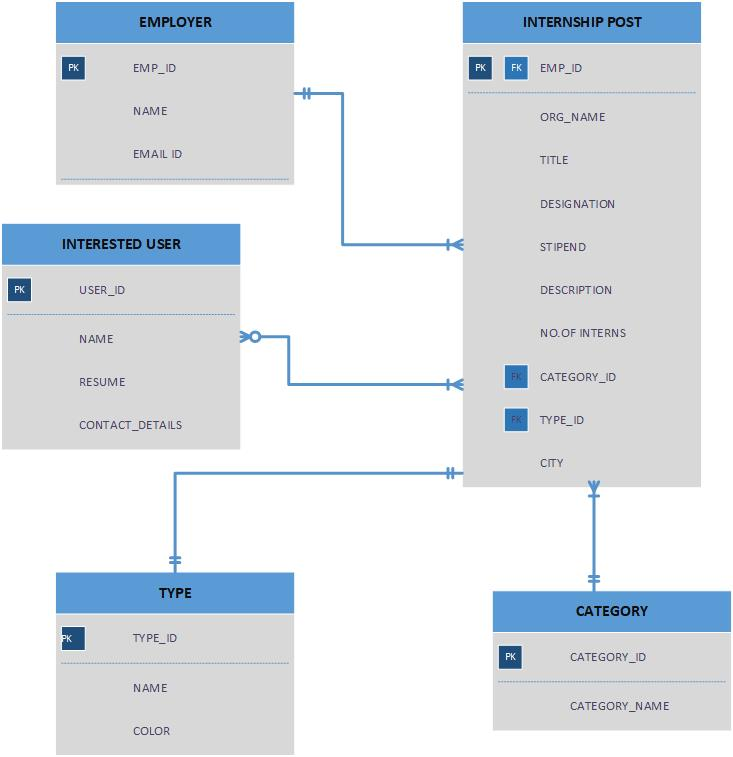 EMPLOYER
PK EMP_ID
NAME
EMAIL ID
INTERNSHIP POST
PK FK EMP_ID
ORG_NAME
TITLE
DESIGNATION
STIPEND
DESCRIPTION
NO.OF INTERNS
FK CATEGORY_ID
FK TYPE_ID
CITY
INTERESTED USER
PK USER_ID
NAME
RESUME
CONTACT_DETAILS
TYPE
PK TYPE_ID
NAME
COLOR
CATEGORY
PK CATEGORY_ID
CATEGORY_NAME